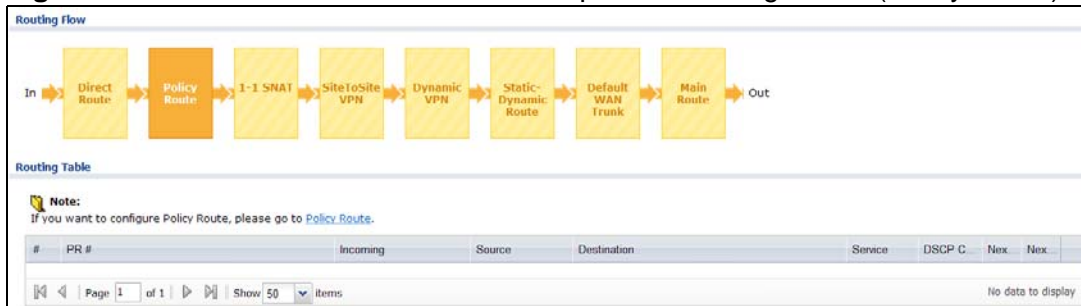 Routing Flow
In Direct Route Policy Route 1-1 SNAT SiteToSite VPN Dynamic VPN Static-Dynamic Route Default WAN Trunk Main Route Out
Routing Table
Note:
If you want to configure Policy Route, please go to Policy Route.
# PR # Incoming Source Destination Service DSCP C... Nex... Nex...
Page 1 of 1 Show 50 items No data to display